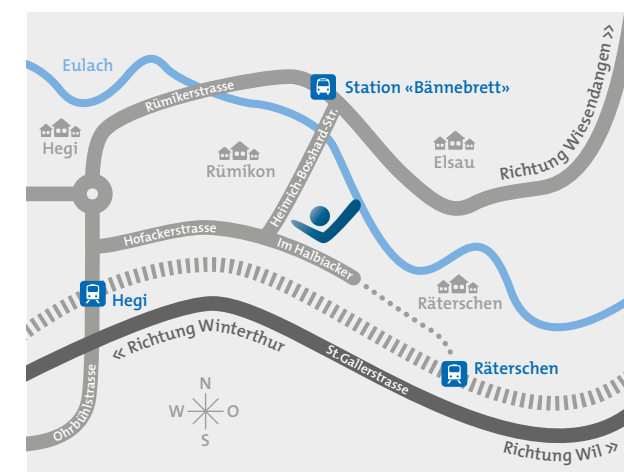 Eulach
Rümikerstrasse
Station «Bännebrett»
Richtung Wiesendangen »
Hegi
Rümikon
Heinrich-Bosshard-Str.
Elsau
Hofackerstrasse
Im Halbiacker
Räterschen
Hegi
« Richtung Winterthur
St.Gallerstrasse
Räterschen
Ohrbühlstrasse
N
W O
S
Richtung Wil »